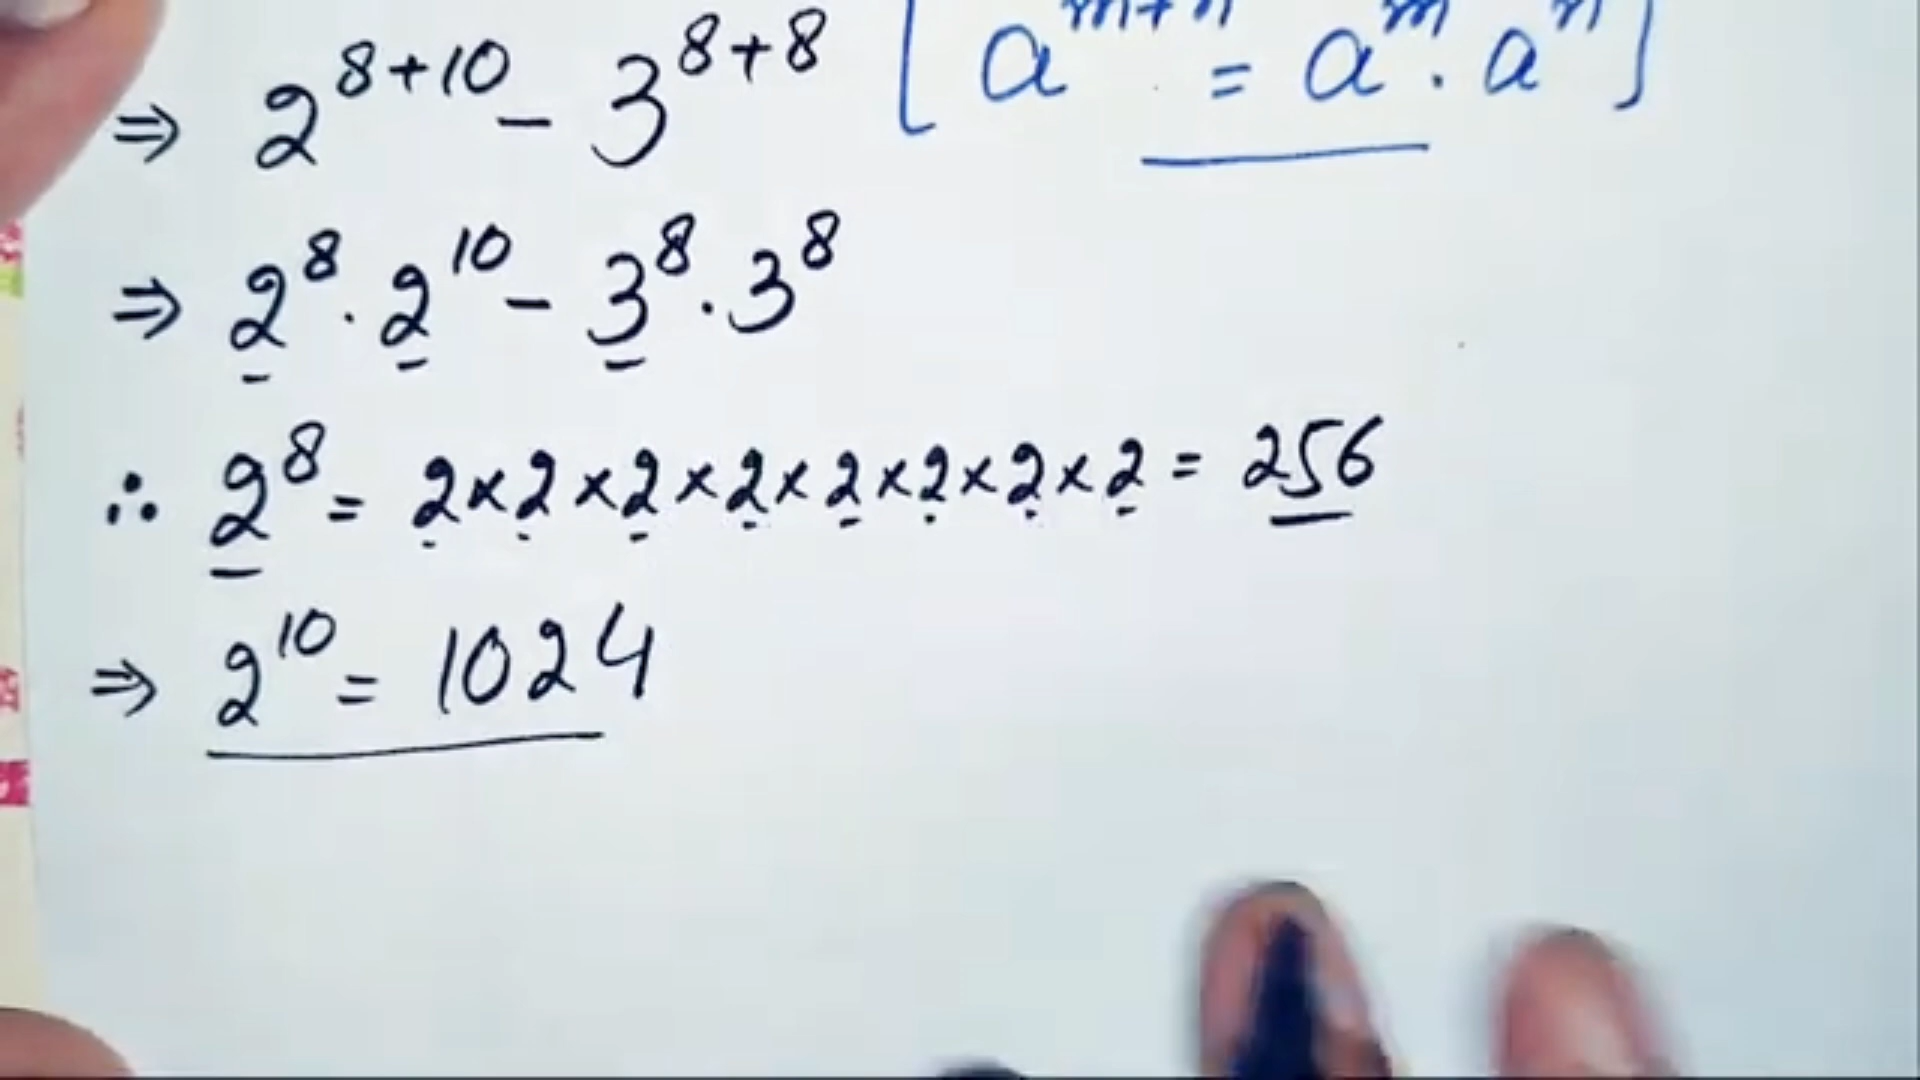 ⇒ 2^{8+10} - 3^{8+8} [a^{m+n} = a^m . a^n]
⇒ 2^8 . 2^{10} - 3^8 . 3^8
∴ 2^8 = 2×2×2×2×2×2×2×2 = 256
⇒ 2^{10} = 1024